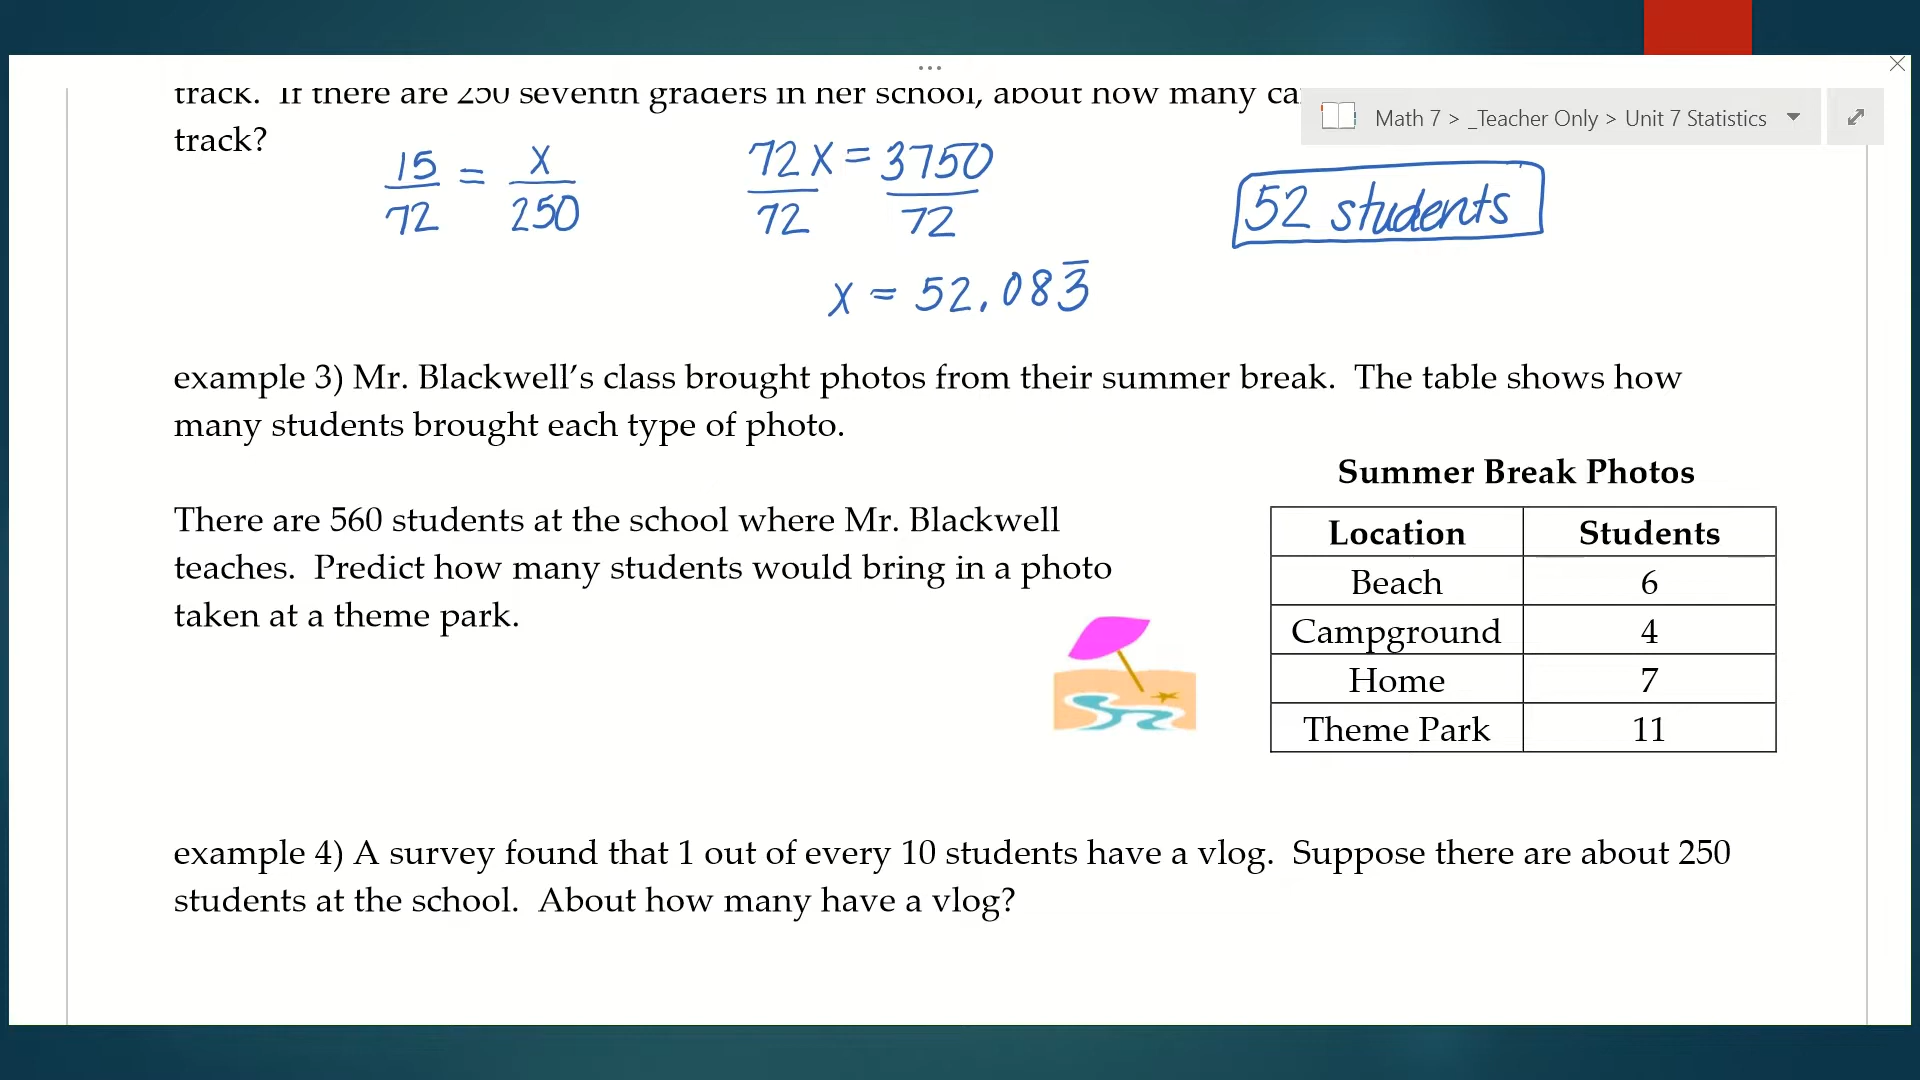 track. If there are 250 seventh graders in her school, about how many
track?
Math 7 > _Teacher Only > Unit 7 Statistics
15/72 = x/250
72x/72 = 3750/72
52 students
x = 52.083̅
example 3) Mr. Blackwell’s class brought photos from their summer break. The table shows how
many students brought each type of photo.
There are 560 students at the school where Mr. Blackwell
teaches. Predict how many students would bring in a photo
taken at a theme park.
Summer Break Photos
Location Students
Beach 6
Campground 4
Home 7
Theme Park 11
example 4) A survey found that 1 out of every 10 students have a vlog. Suppose there are about 250
students at the school. About how many have a vlog?